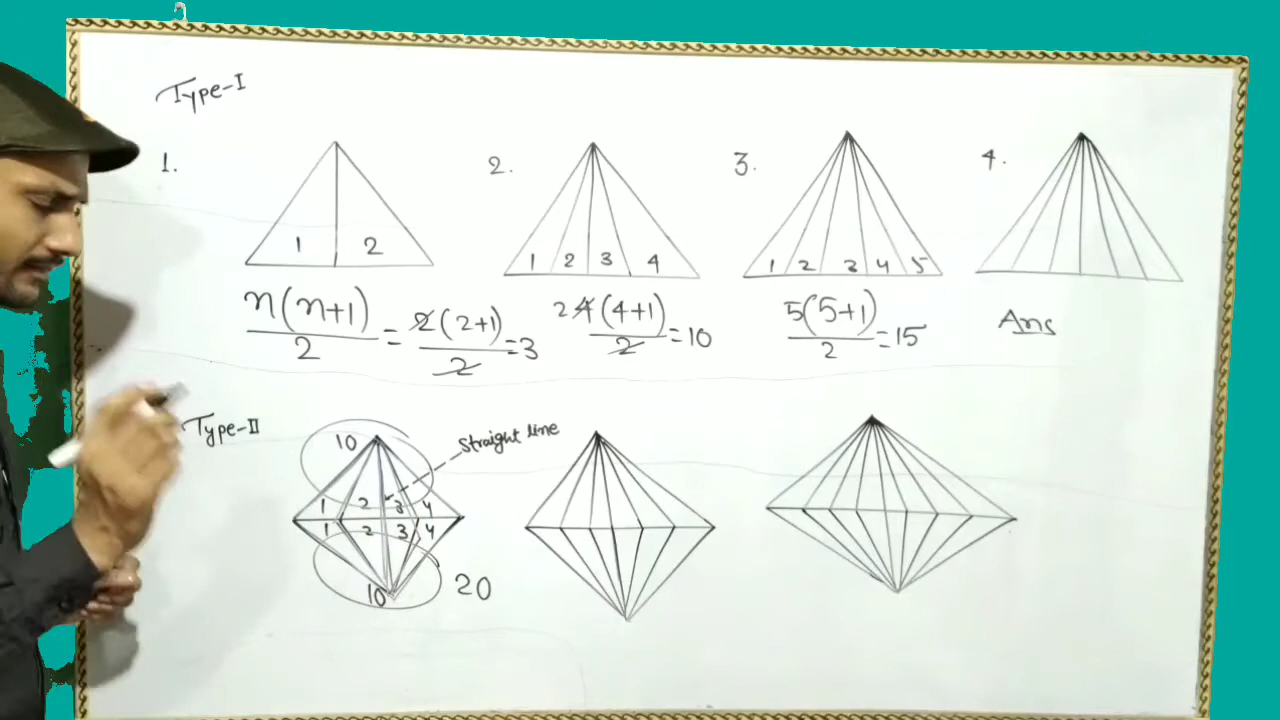 Type-I
1.
2.
3.
4.
1 2
1 2 3 4
1 2 3 4 5
n(n+1)/2 = 2(2+1)/2 = 3
2 4(4+1)/2 = 10
5(5+1)/2 = 15
Ans
Type-II
10
Straight line
1 2 3 4
1 2 3 4
10
20